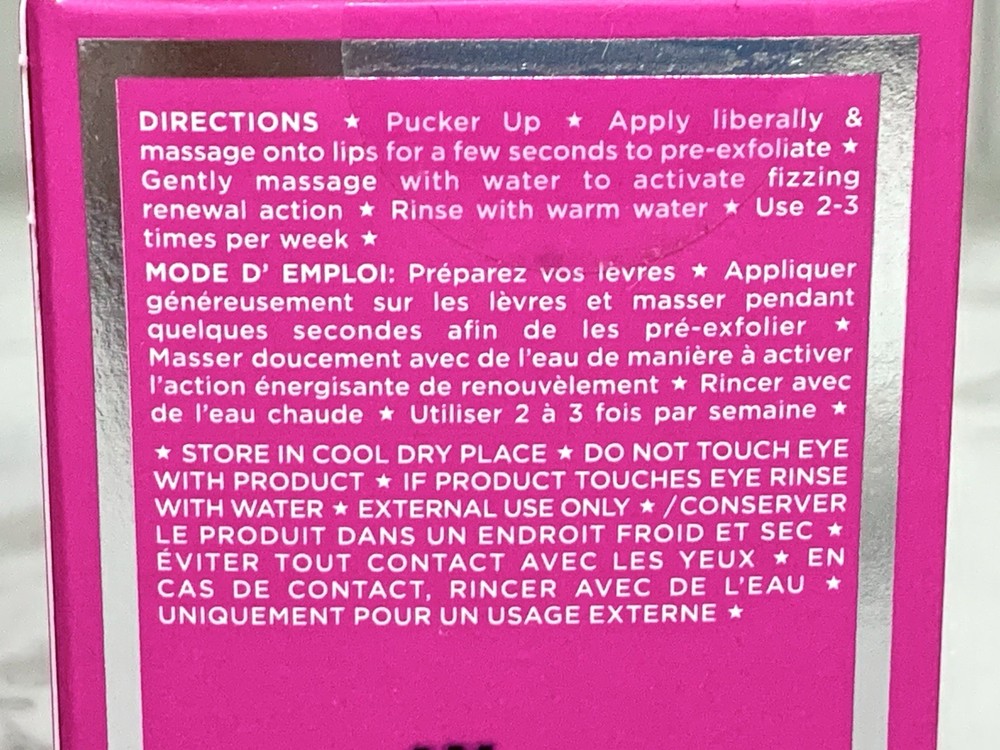 DIRECTIONS ★ Pucker Up ★ Apply liberally &
massage onto lips for a few seconds to pre-exfoliate ★
Gently massage with water to activate fizzing
renewal action ★ Rinse with warm water ★ Use 2-3
times per week ★
MODE D' EMPLOI: Préparez vos lèvres ★ Appliquer
généreusement sur les lèvres et masser pendant
quelques secondes afin de les pré-exfolier ★
Masser doucement avec de l'eau de manière à activer
l'action énergisante de renouvèlement ★ Rincer avec
de l'eau chaude ★ Utiliser 2 à 3 fois par semaine ★
★ STORE IN COOL DRY PLACE ★ DO NOT TOUCH EYE
WITH PRODUCT ★ IF PRODUCT TOUCHES EYE RINSE
WITH WATER ★ EXTERNAL USE ONLY ★ /CONSERVER
LE PRODUIT DANS UN ENDROIT FROID ET SEC ★
ÉVITER TOUT CONTACT AVEC LES YEUX ★ EN
CAS DE CONTACT, RINCER AVEC DE L'EAU ★
UNIQUEMENT POUR UN USAGE EXTERNE ★